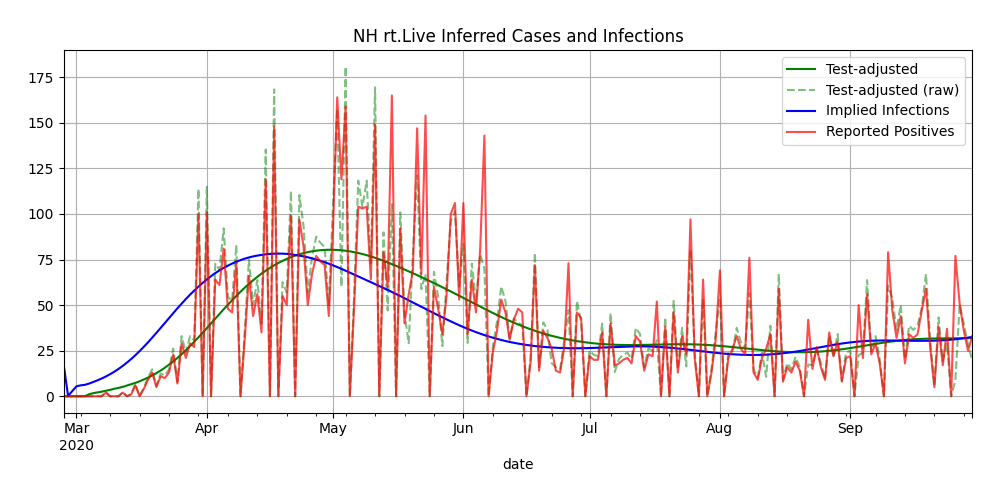 NH rt.Live Inferred Cases and Infections
Test-adjusted
Test-adjusted (raw)
Implied Infections
Reported Positives
175
150
125
100
75
50
25
0
Mar Apr May Jun Jul Aug Sep
2020
date